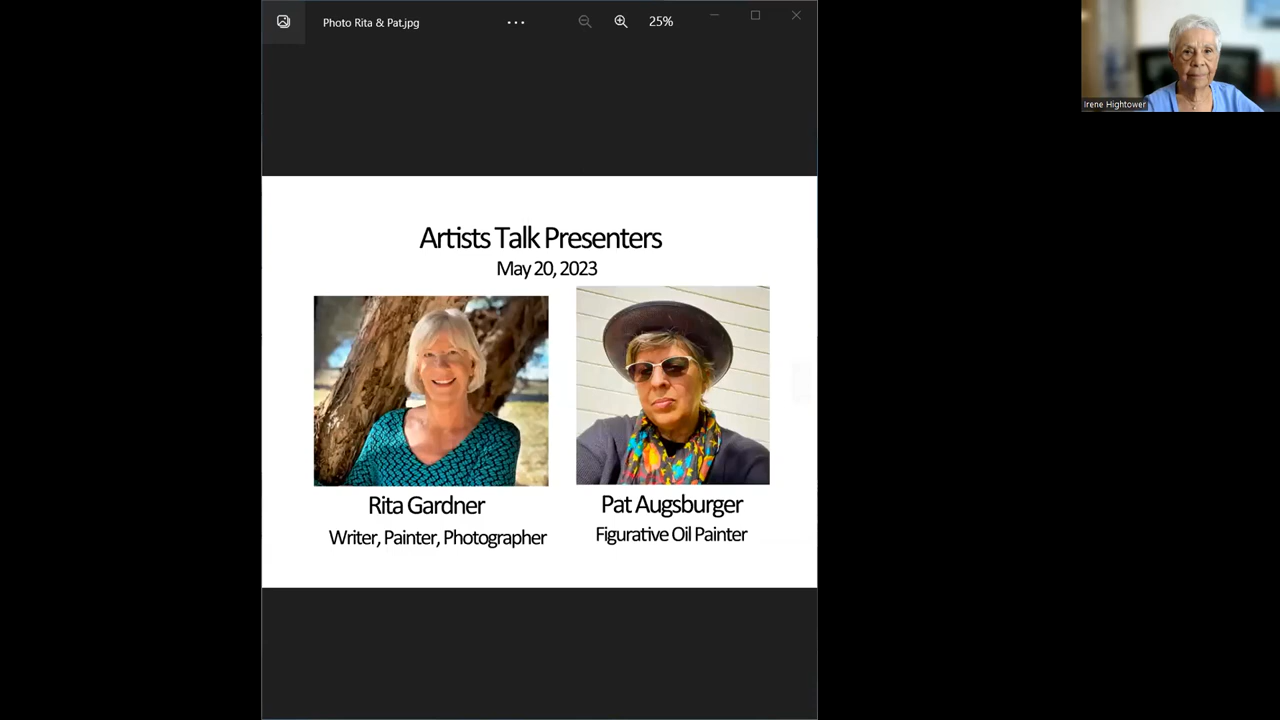 Photo Rita & Pat.jpg
25%
Irene Hightower
Artists Talk Presenters
May 20, 2023
Rita Gardner
Writer, Painter, Photographer
Pat Augsburger
Figurative Oil Painter